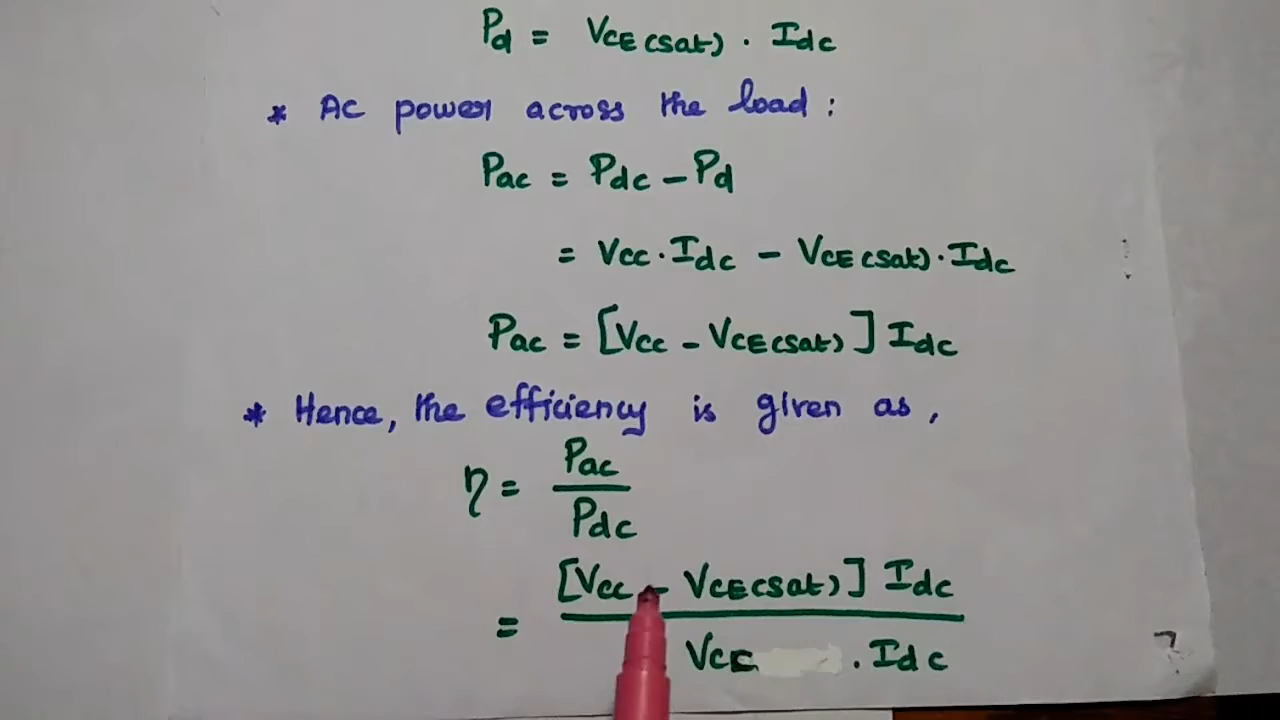 Pd = VCE(sat) . Idc
* AC power across the load :
Pac = Pdc - Pd
= Vcc . Idc - VCE(sat) . Idc
Pac = [Vcc - VCE(sat)] Idc
* Hence, the efficiency is given as,
η = Pac
Pdc
= [Vcc - VCE(sat)] Idc
Vcc . Idc